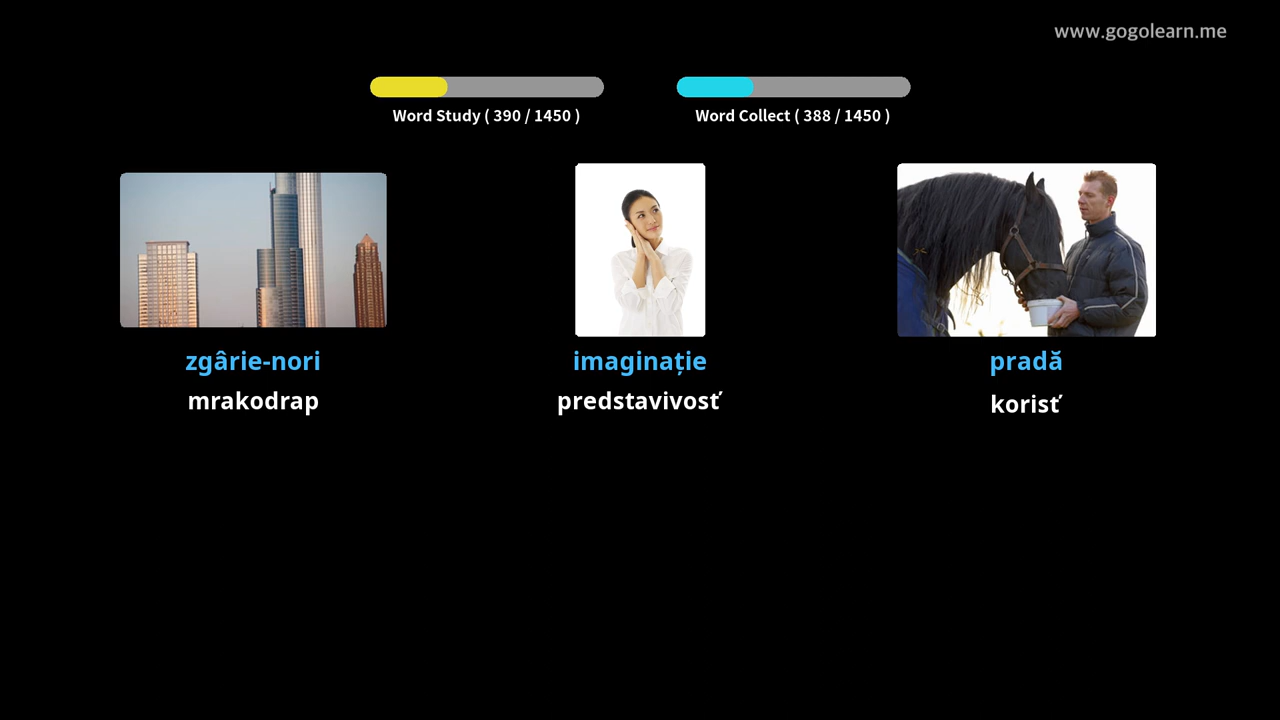 www.gogolearn.me
Word Study ( 390 / 1450 )
Word Collect ( 388 / 1450 )
zgârie-nori
mrakodrap
imaginație
predstavivosť
pradă
korisť